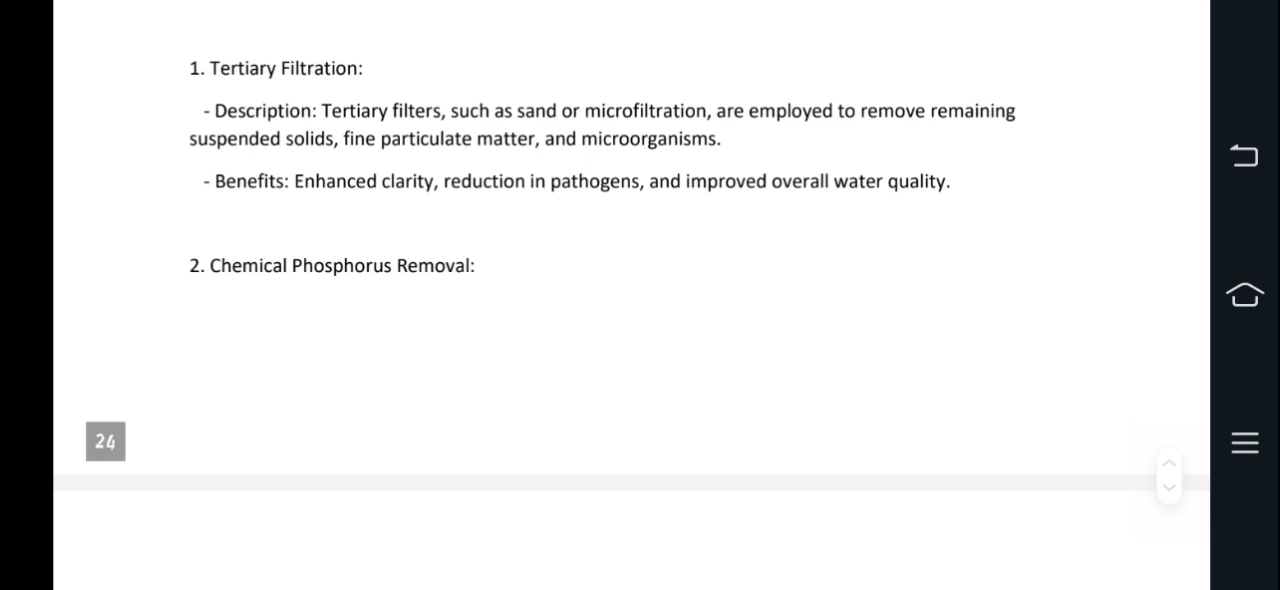 1. Tertiary Filtration:
- Description: Tertiary filters, such as sand or microfiltration, are employed to remove remaining
suspended solids, fine particulate matter, and microorganisms.
- Benefits: Enhanced clarity, reduction in pathogens, and improved overall water quality.
2. Chemical Phosphorus Removal:
24